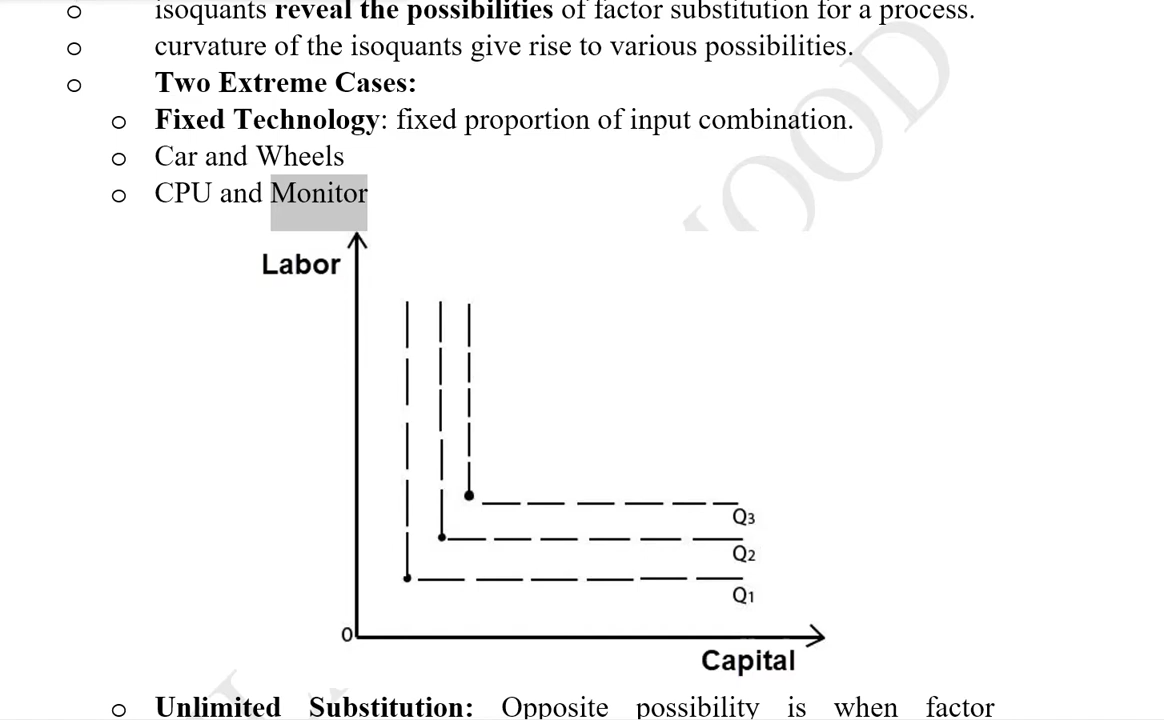 isoquants reveal the possibilities of factor substitution for a process.
curvature of the isoquants give rise to various possibilities.
Two Extreme Cases:
Fixed Technology: fixed proportion of input combination.
Car and Wheels
CPU and Monitor
Labor
Q3
Q2
Q1
0
Capital
Unlimited Substitution: Opposite possibility is when factor